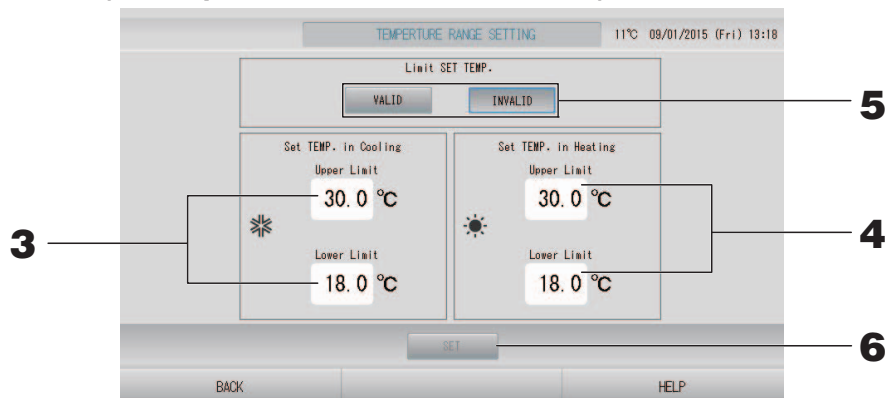 TEMPERTURE RANGE SETTING 11℃ 09/01/2015 (Fri) 13:18
Limit SET TEMP.
VALID INVALID
5
Set TEMP. in Cooling Set TEMP. in Heating
Upper Limit Upper Limit
30.0 ℃ 30.0 ℃
3
4
Lower Limit Lower Limit
18.0 ℃ 18.0 ℃
SET
6
BACK HELP